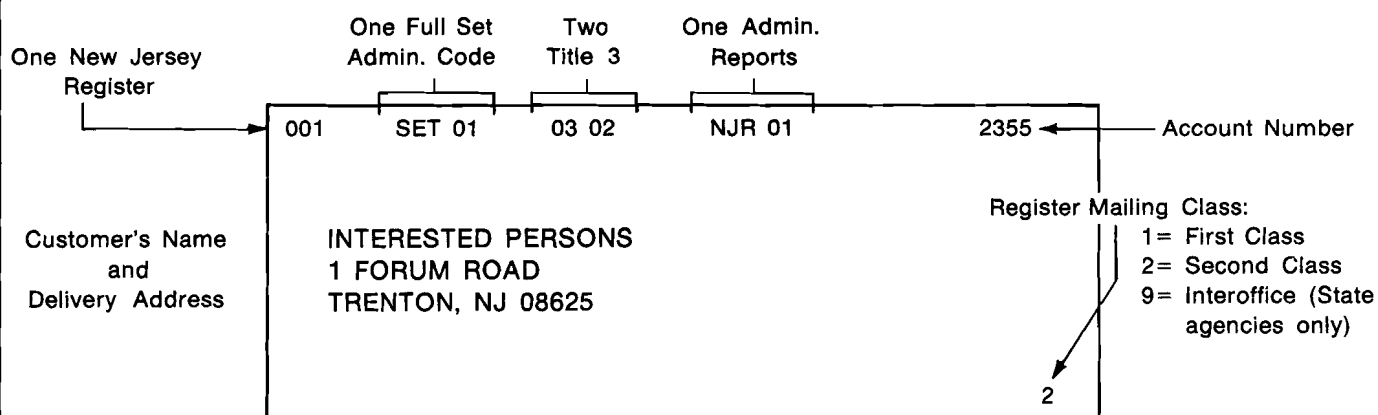 One Full Set
Admin. Code
Two
Title 3
One Admin.
Reports
One New Jersey
Register
001 SET 01 03 02 NJR 01 2355
Account Number
Customer's Name
and
Delivery Address
INTERESTED PERSONS
1 FORUM ROAD
TRENTON, NJ 08625
Register Mailing Class:
1= First Class
2= Second Class
9= Interoffice (State
agencies only)
2